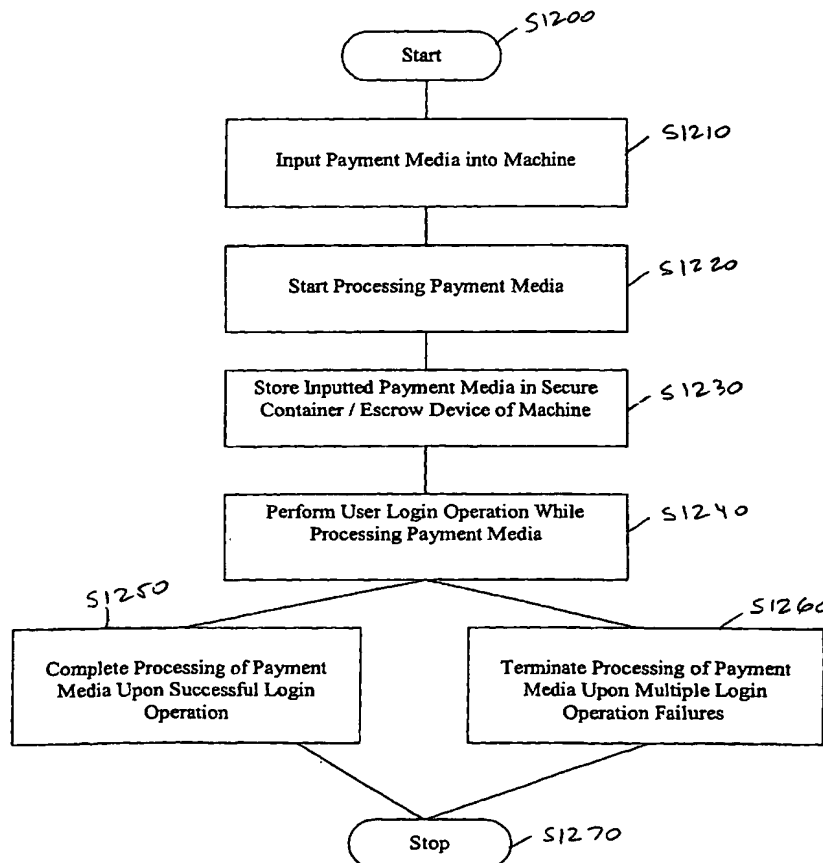 S1200
Start
S1210
Input Payment Media into Machine
S1220
Start Processing Payment Media
S1230
Store Inputted Payment Media in Secure
Container / Escrow Device of Machine
S1240
Perform User Login Operation While
Processing Payment Media
S1250
Complete Processing of Payment
Media Upon Successful Login
Operation
S1260
Terminate Processing of Payment
Media Upon Multiple Login
Operation Failures
Stop
S1270